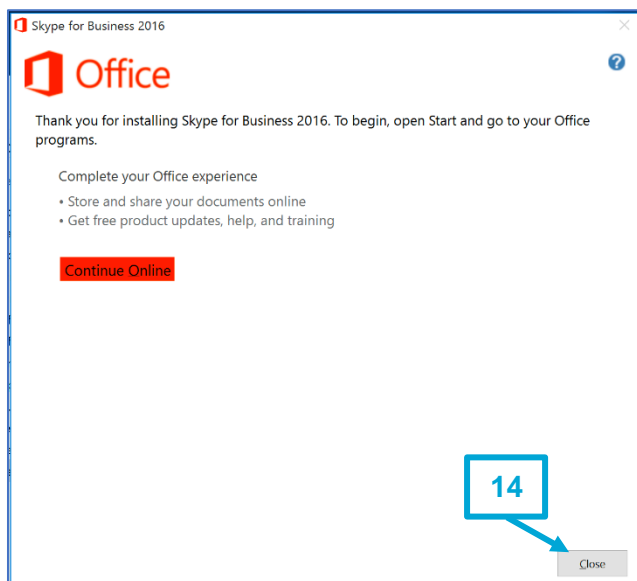 Skype for Business 2016
Office
Thank you for installing Skype for Business 2016. To begin, open Start and go to your Office
programs.
Complete your Office experience
• Store and share your documents online
• Get free product updates, help, and training
Continue Online
14
Close